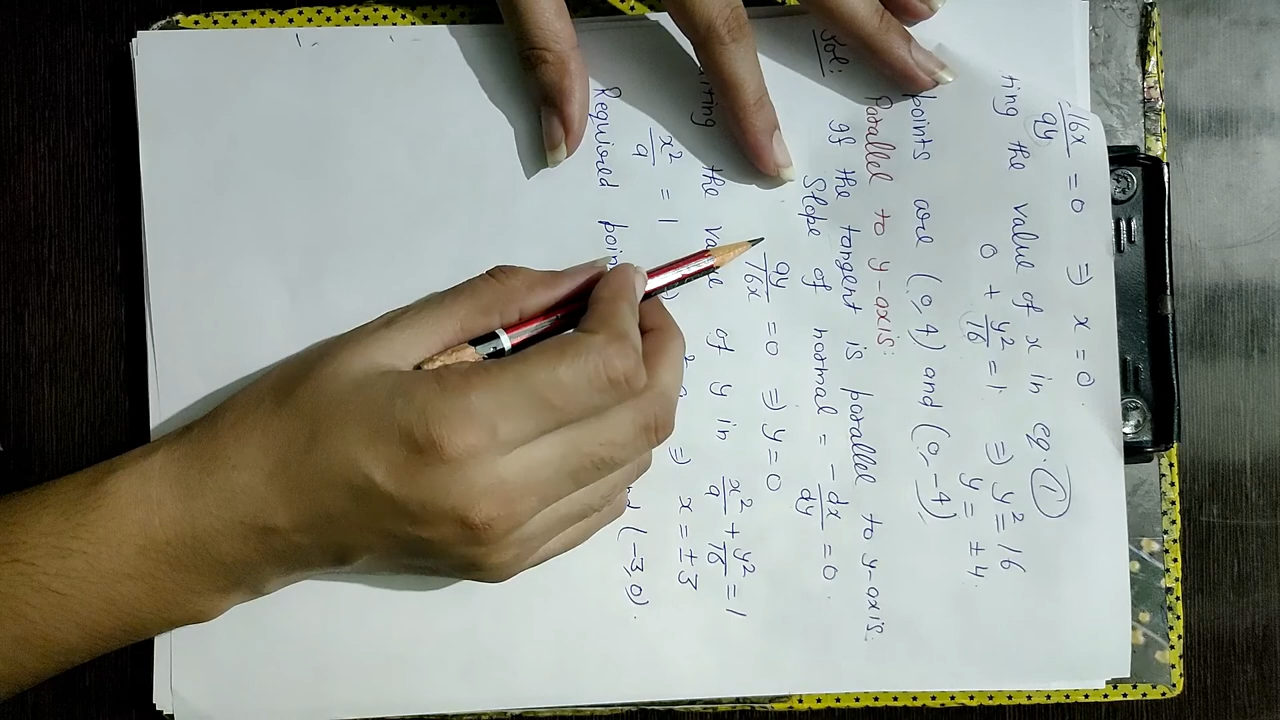 16x/9y = 0 ⇒ x = 0.
ting the value of x in eq. ①
0 + y²/16 = 1 ⇒ y² = 16
y = ± 4.
points are (0, 4) and (0, -4)
Sol:
Parallel to y-axis:
If the tangent is parallel to y-axis.
Slope of normal = - dx/dy = 0.
9y/16x = 0 ⇒ y = 0
the of y in x²/9 + y²/16 = 1
x²/9 = 1 ⇒ x = ± 3
Required (-3, 0).